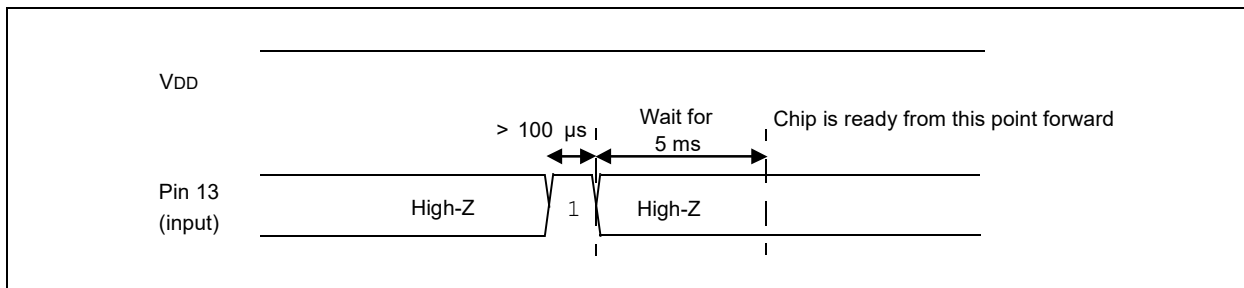 VDD
Wait for
5 ms
Chip is ready from this point forward
> 100 µs
Pin 13
(input)
High-Z
1
High-Z